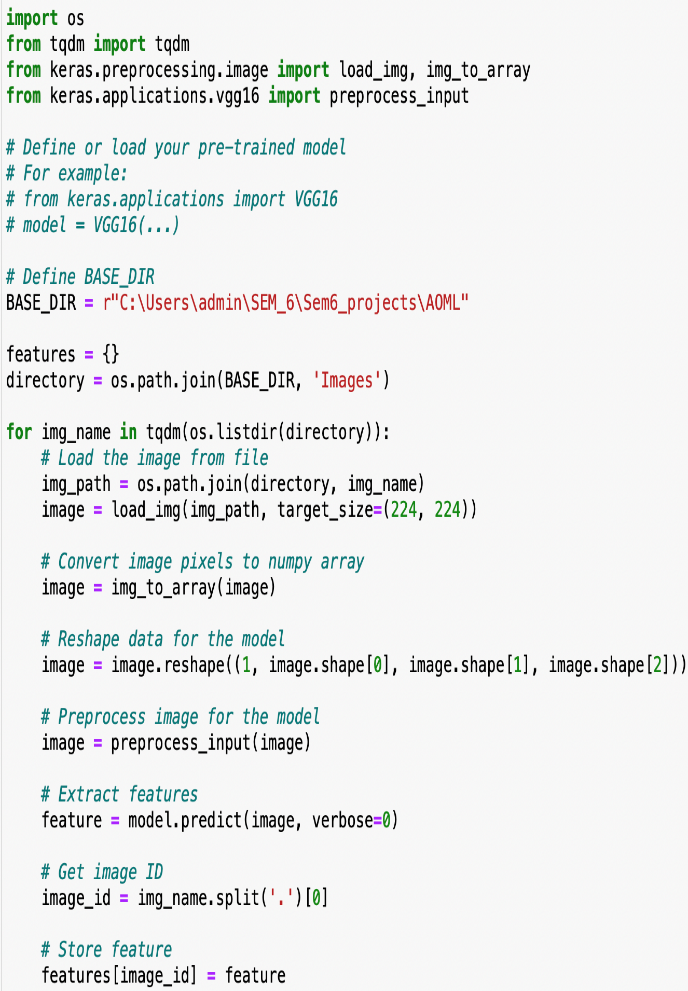 import os
from tqdm import tqdm
from keras.preprocessing.image import load_img, img_to_array
from keras.applications.vgg16 import preprocess_input

# Define or load your pre-trained model
# For example:
# from keras.applications import VGG16
# model = VGG16(...)

# Define BASE_DIR
BASE_DIR = r"C:\Users\admin\SEM_6\Sem6_projects\AOML"

features = {}
directory = os.path.join(BASE_DIR, 'Images')

for img_name in tqdm(os.listdir(directory)):
    # Load the image from file
    img_path = os.path.join(directory, img_name)
    image = load_img(img_path, target_size=(224, 224))

    # Convert image pixels to numpy array
    image = img_to_array(image)

    # Reshape data for the model
    image = image.reshape((1, image.shape[0], image.shape[1], image.shape[2]))

    # Preprocess image for the model
    image = preprocess_input(image)

    # Extract features
    feature = model.predict(image, verbose=0)

    # Get image ID
    image_id = img_name.split('.')[0]

    # Store feature
    features[image_id] = feature